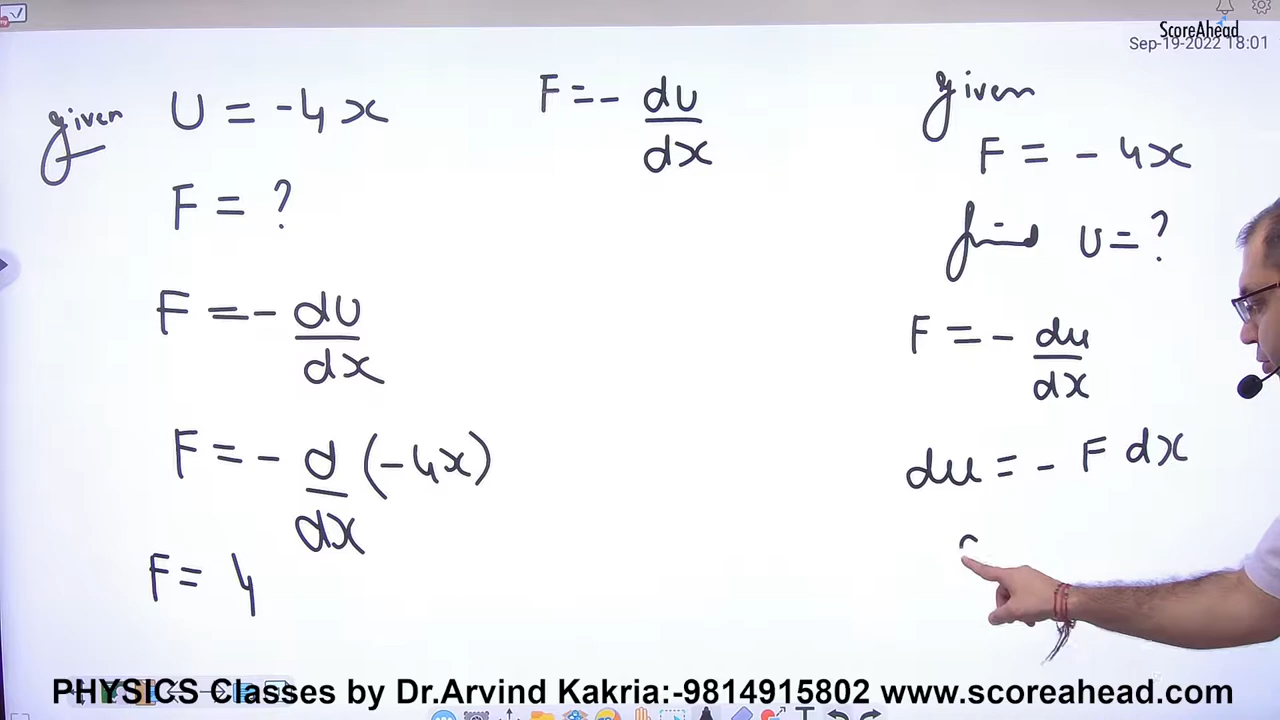 ScoreAhead
Sep-19-2022 18:01
given U = -4x
F = ?
F = - dU/dx
F = - d/dx (-4x)
F = 4
F = - dU/dx
given
F = - 4x
find U = ?
F = - du/dx
du = - F dx
PHYSICS Classes by Dr.Arvind Kakria:-9814915802 www.scoreahead.com